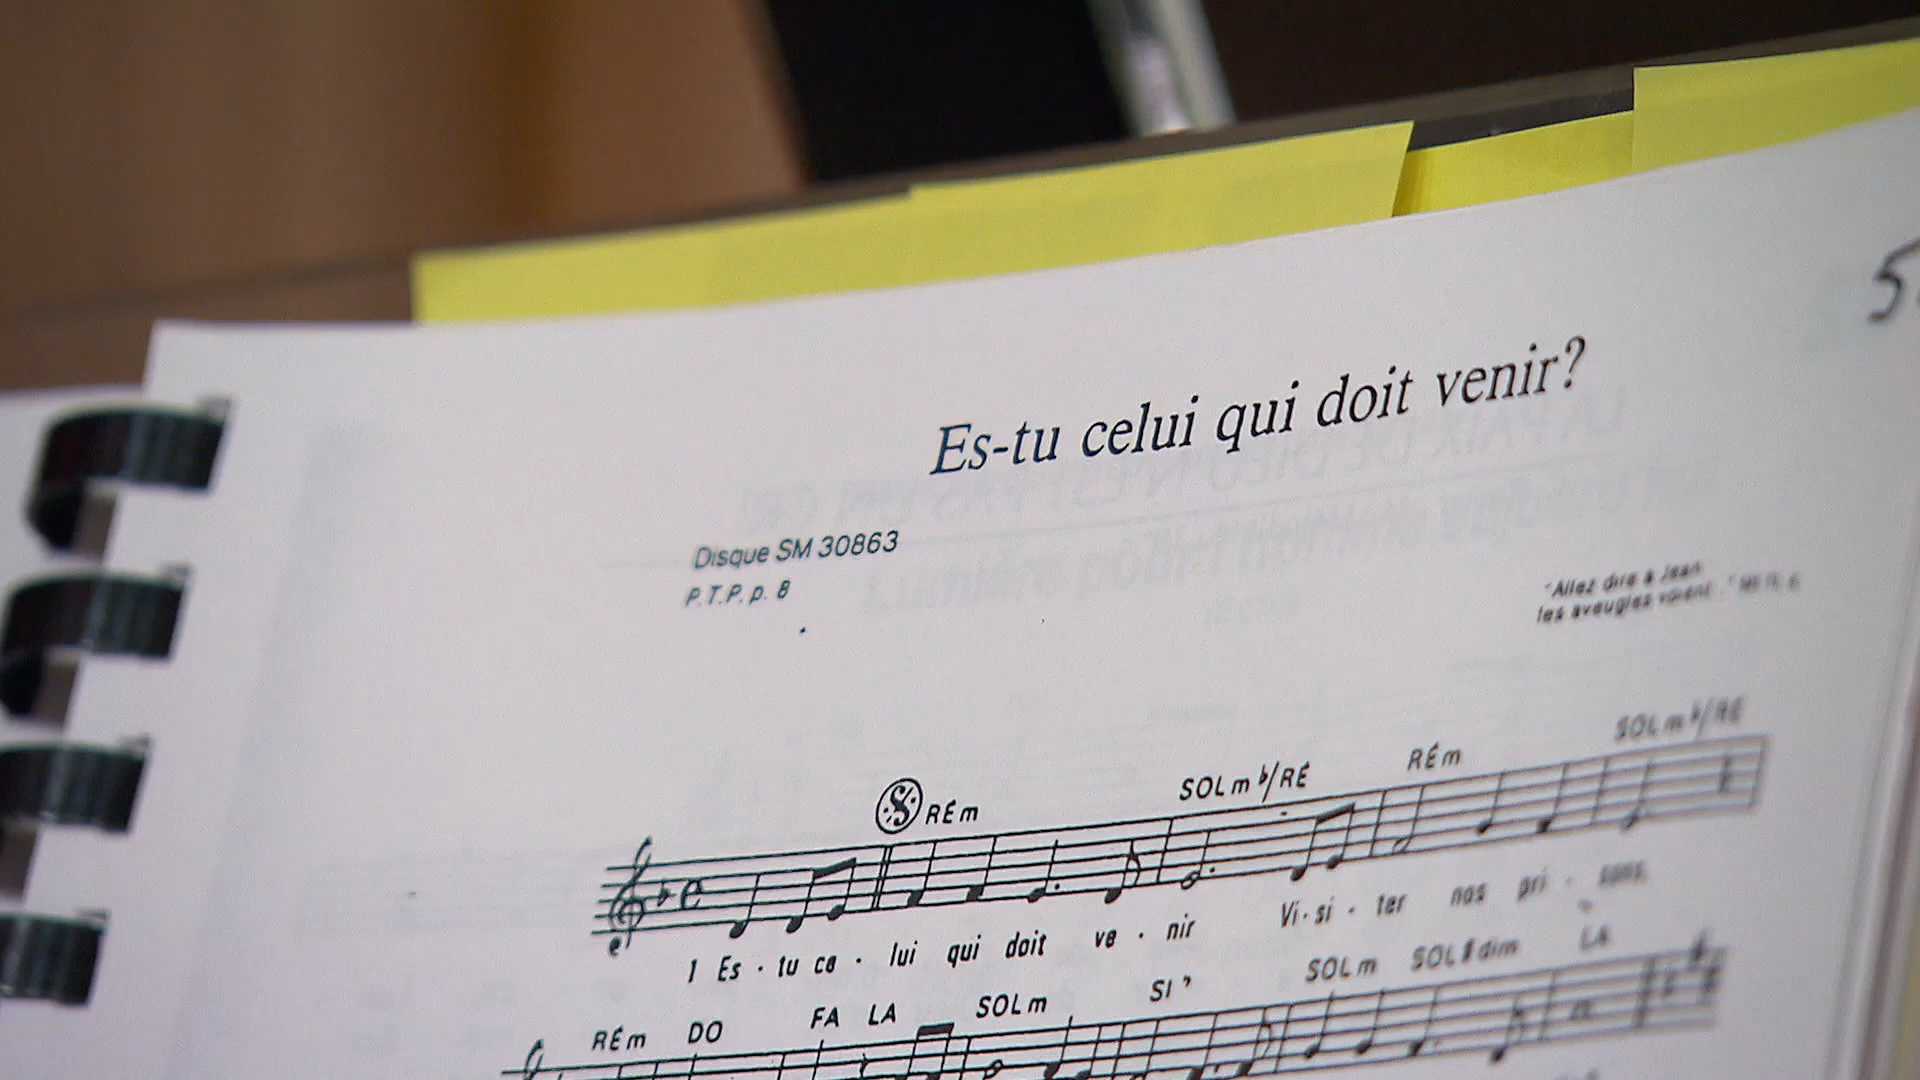 5
Es-tu celui qui doit venir?
Disque SM 30863
P.T.P. p. 8
"Allez dire à Jean
les aveugles voient..."
RÉm SOLm♭/RÉ RÉm SOLm♭/RÉ
1 Es - tu ce - lui qui doit ve - nir Vi - si - ter nos pri - sons,
RÉm DO FA LA SOLm SI♭ SOLm SOL#dim LA